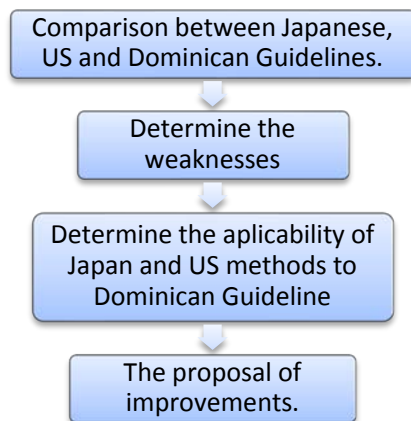 Comparison between Japanese,
US and Dominican Guidelines.
Determine the
weaknesses
Determine the aplicability of
Japan and US methods to
Dominican Guideline
The proposal of
improvements.